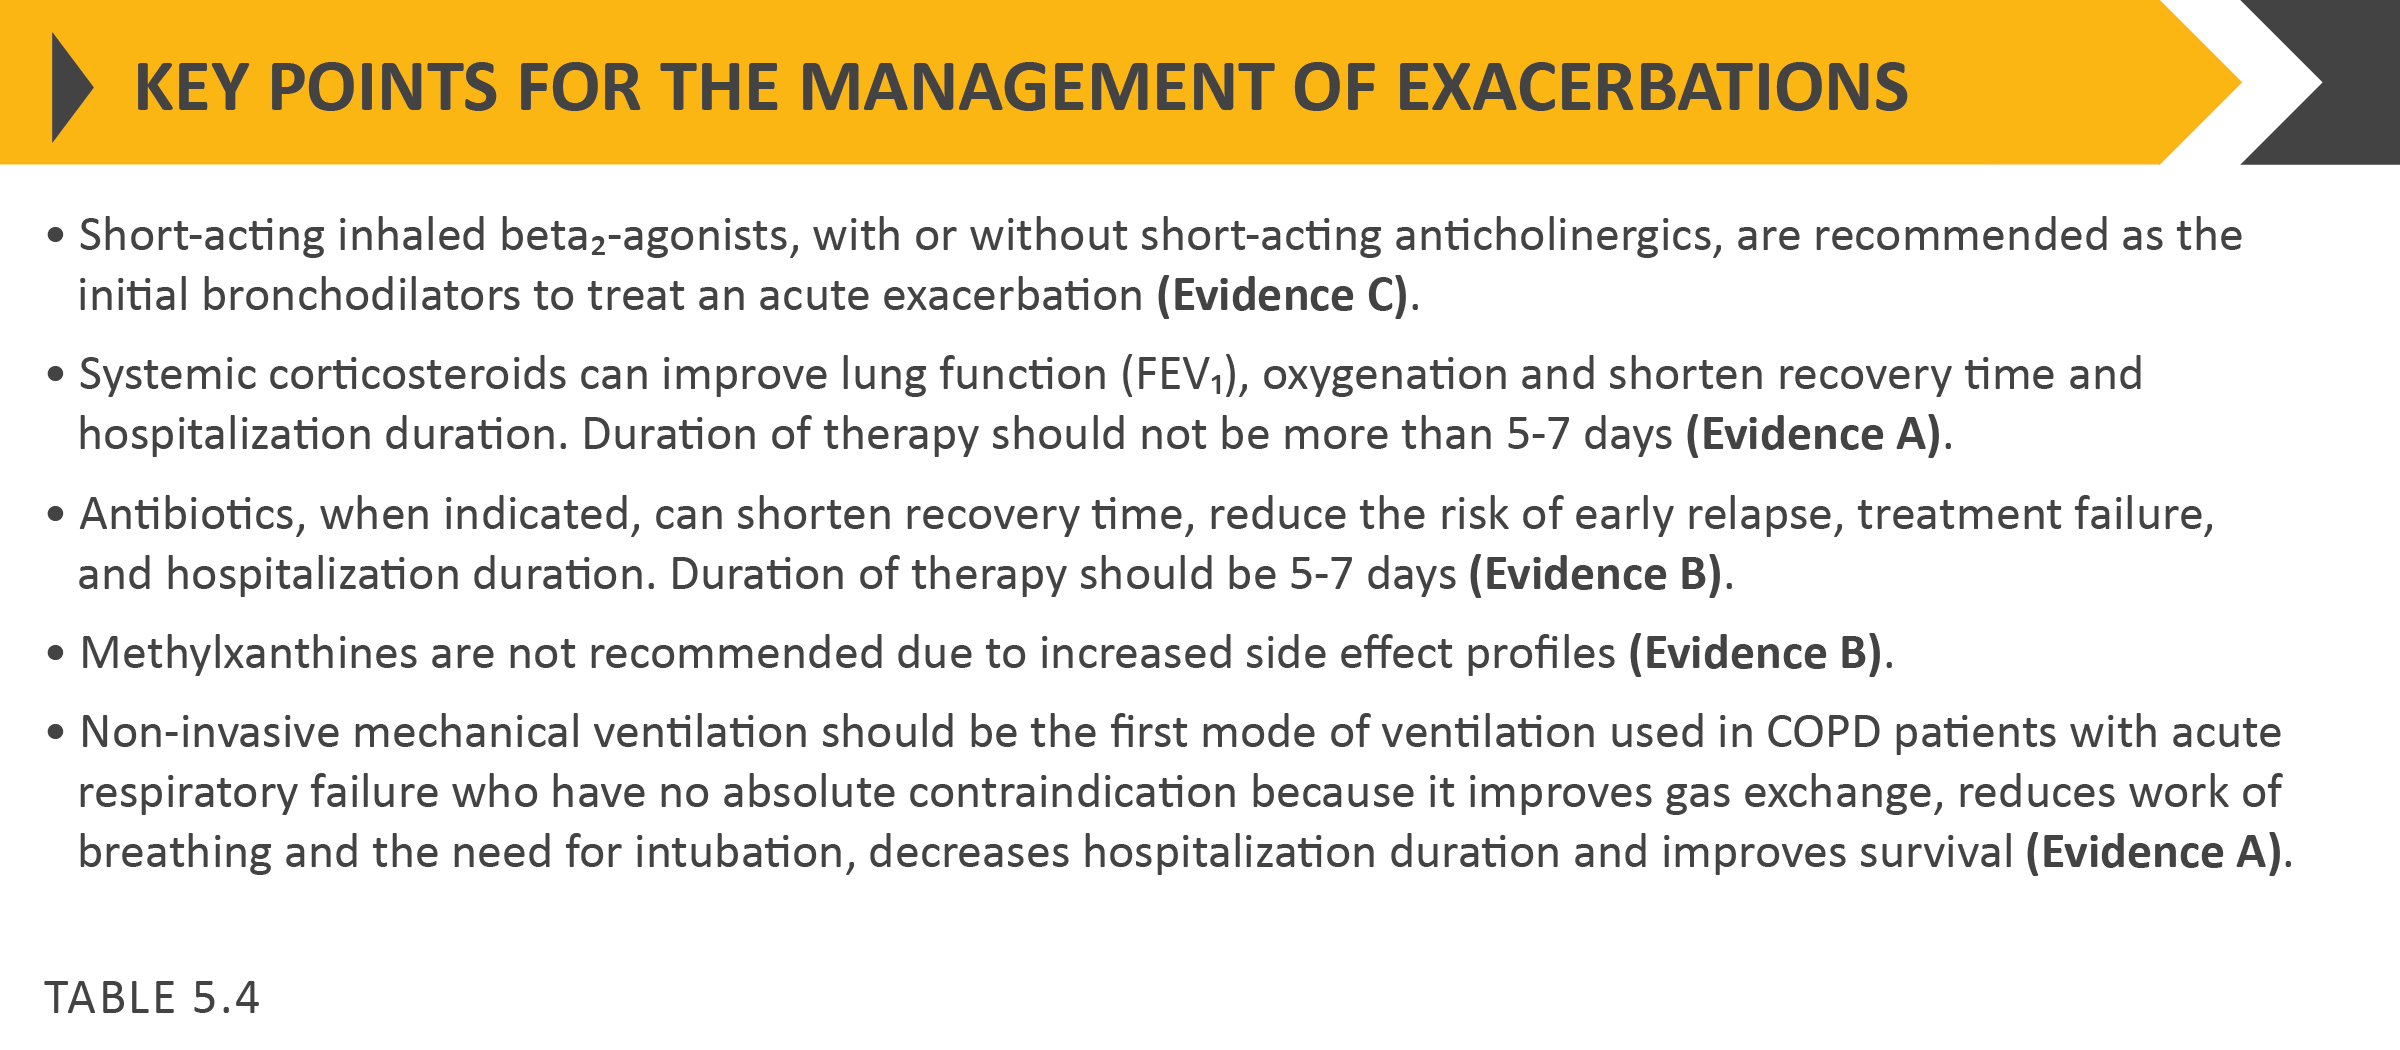 KEY POINTS FOR THE MANAGEMENT OF EXACERBATIONS
• Short-acting inhaled beta₂-agonists, with or without short-acting anticholinergics, are recommended as the
initial bronchodilators to treat an acute exacerbation (Evidence C).
• Systemic corticosteroids can improve lung function (FEV₁), oxygenation and shorten recovery time and
hospitalization duration. Duration of therapy should not be more than 5-7 days (Evidence A).
• Antibiotics, when indicated, can shorten recovery time, reduce the risk of early relapse, treatment failure,
and hospitalization duration. Duration of therapy should be 5-7 days (Evidence B).
• Methylxanthines are not recommended due to increased side effect profiles (Evidence B).
• Non-invasive mechanical ventilation should be the first mode of ventilation used in COPD patients with acute
respiratory failure who have no absolute contraindication because it improves gas exchange, reduces work of
breathing and the need for intubation, decreases hospitalization duration and improves survival (Evidence A).
TABLE 5.4